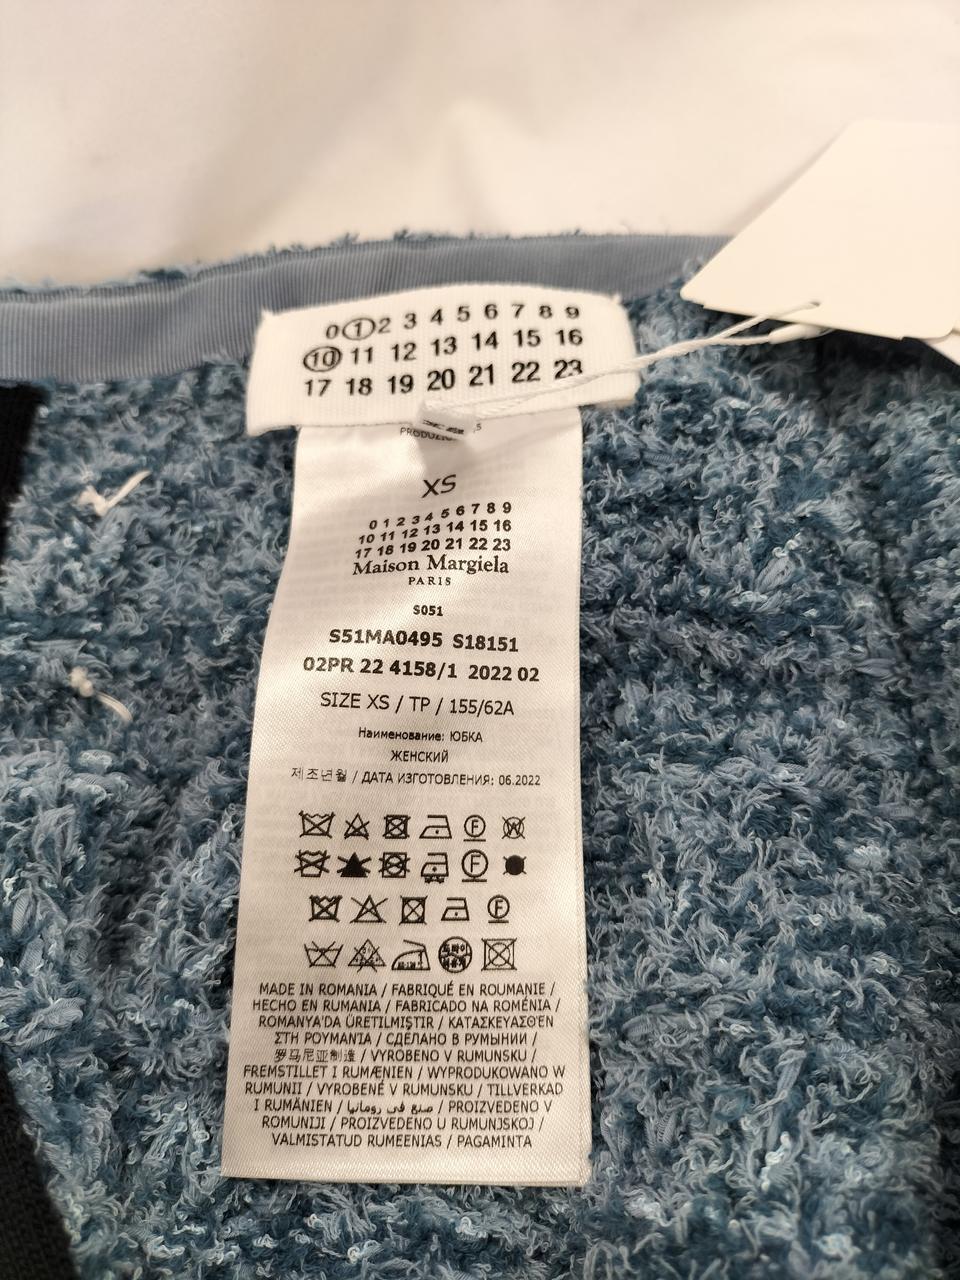 0 1 2 3 4 5 6 7 8 9
10 11 12 13 14 15 16
17 18 19 20 21 22 23
XS
0 1 2 3 4 5 6 7 8 9
10 11 12 13 14 15 16
17 18 19 20 21 22 23
Maison Margiela
PARIS
S051
S51MA0495 S18151
02PR 22 4158/1 2022 02
SIZE XS / TP / 155/62A
Наименование: ЮБКА
ЖЕНСКИЙ
제조년월 / ДАТА ИЗГОТОВЛЕНИЯ: 06.2022
F W
F
F
드라이
MADE IN ROMANIA / FABRIQUÉ EN ROUMANIE /
HECHO EN RUMANIA / FABRICADO NA ROMÉNIA /
ROMANYA'DA ÜRETILMIŞTIR / ΚΑΤΑΣΚΕΥΑΣΘΈΝ
ΣΤΗ ΡΟΥΜΑΝΊΑ / СДЕЛАНО В РУМЫНИИ /
罗马尼亚制造 / VYROBENO V RUMUNSKU /
FREMSTILLET I RUMÆNIEN / WYPRODUKOWANO W
RUMUNII / VYROBENÉ V RUMUNSKU / TILLVERKAD
I RUMÄNIEN / صنع في رومانيا / PROIZVEDENO V
ROMUNIJI / PROIZVEDENO U RUMUNJSKOJ /
VALMISTATUD RUMEENIAS / PAGAMINTA